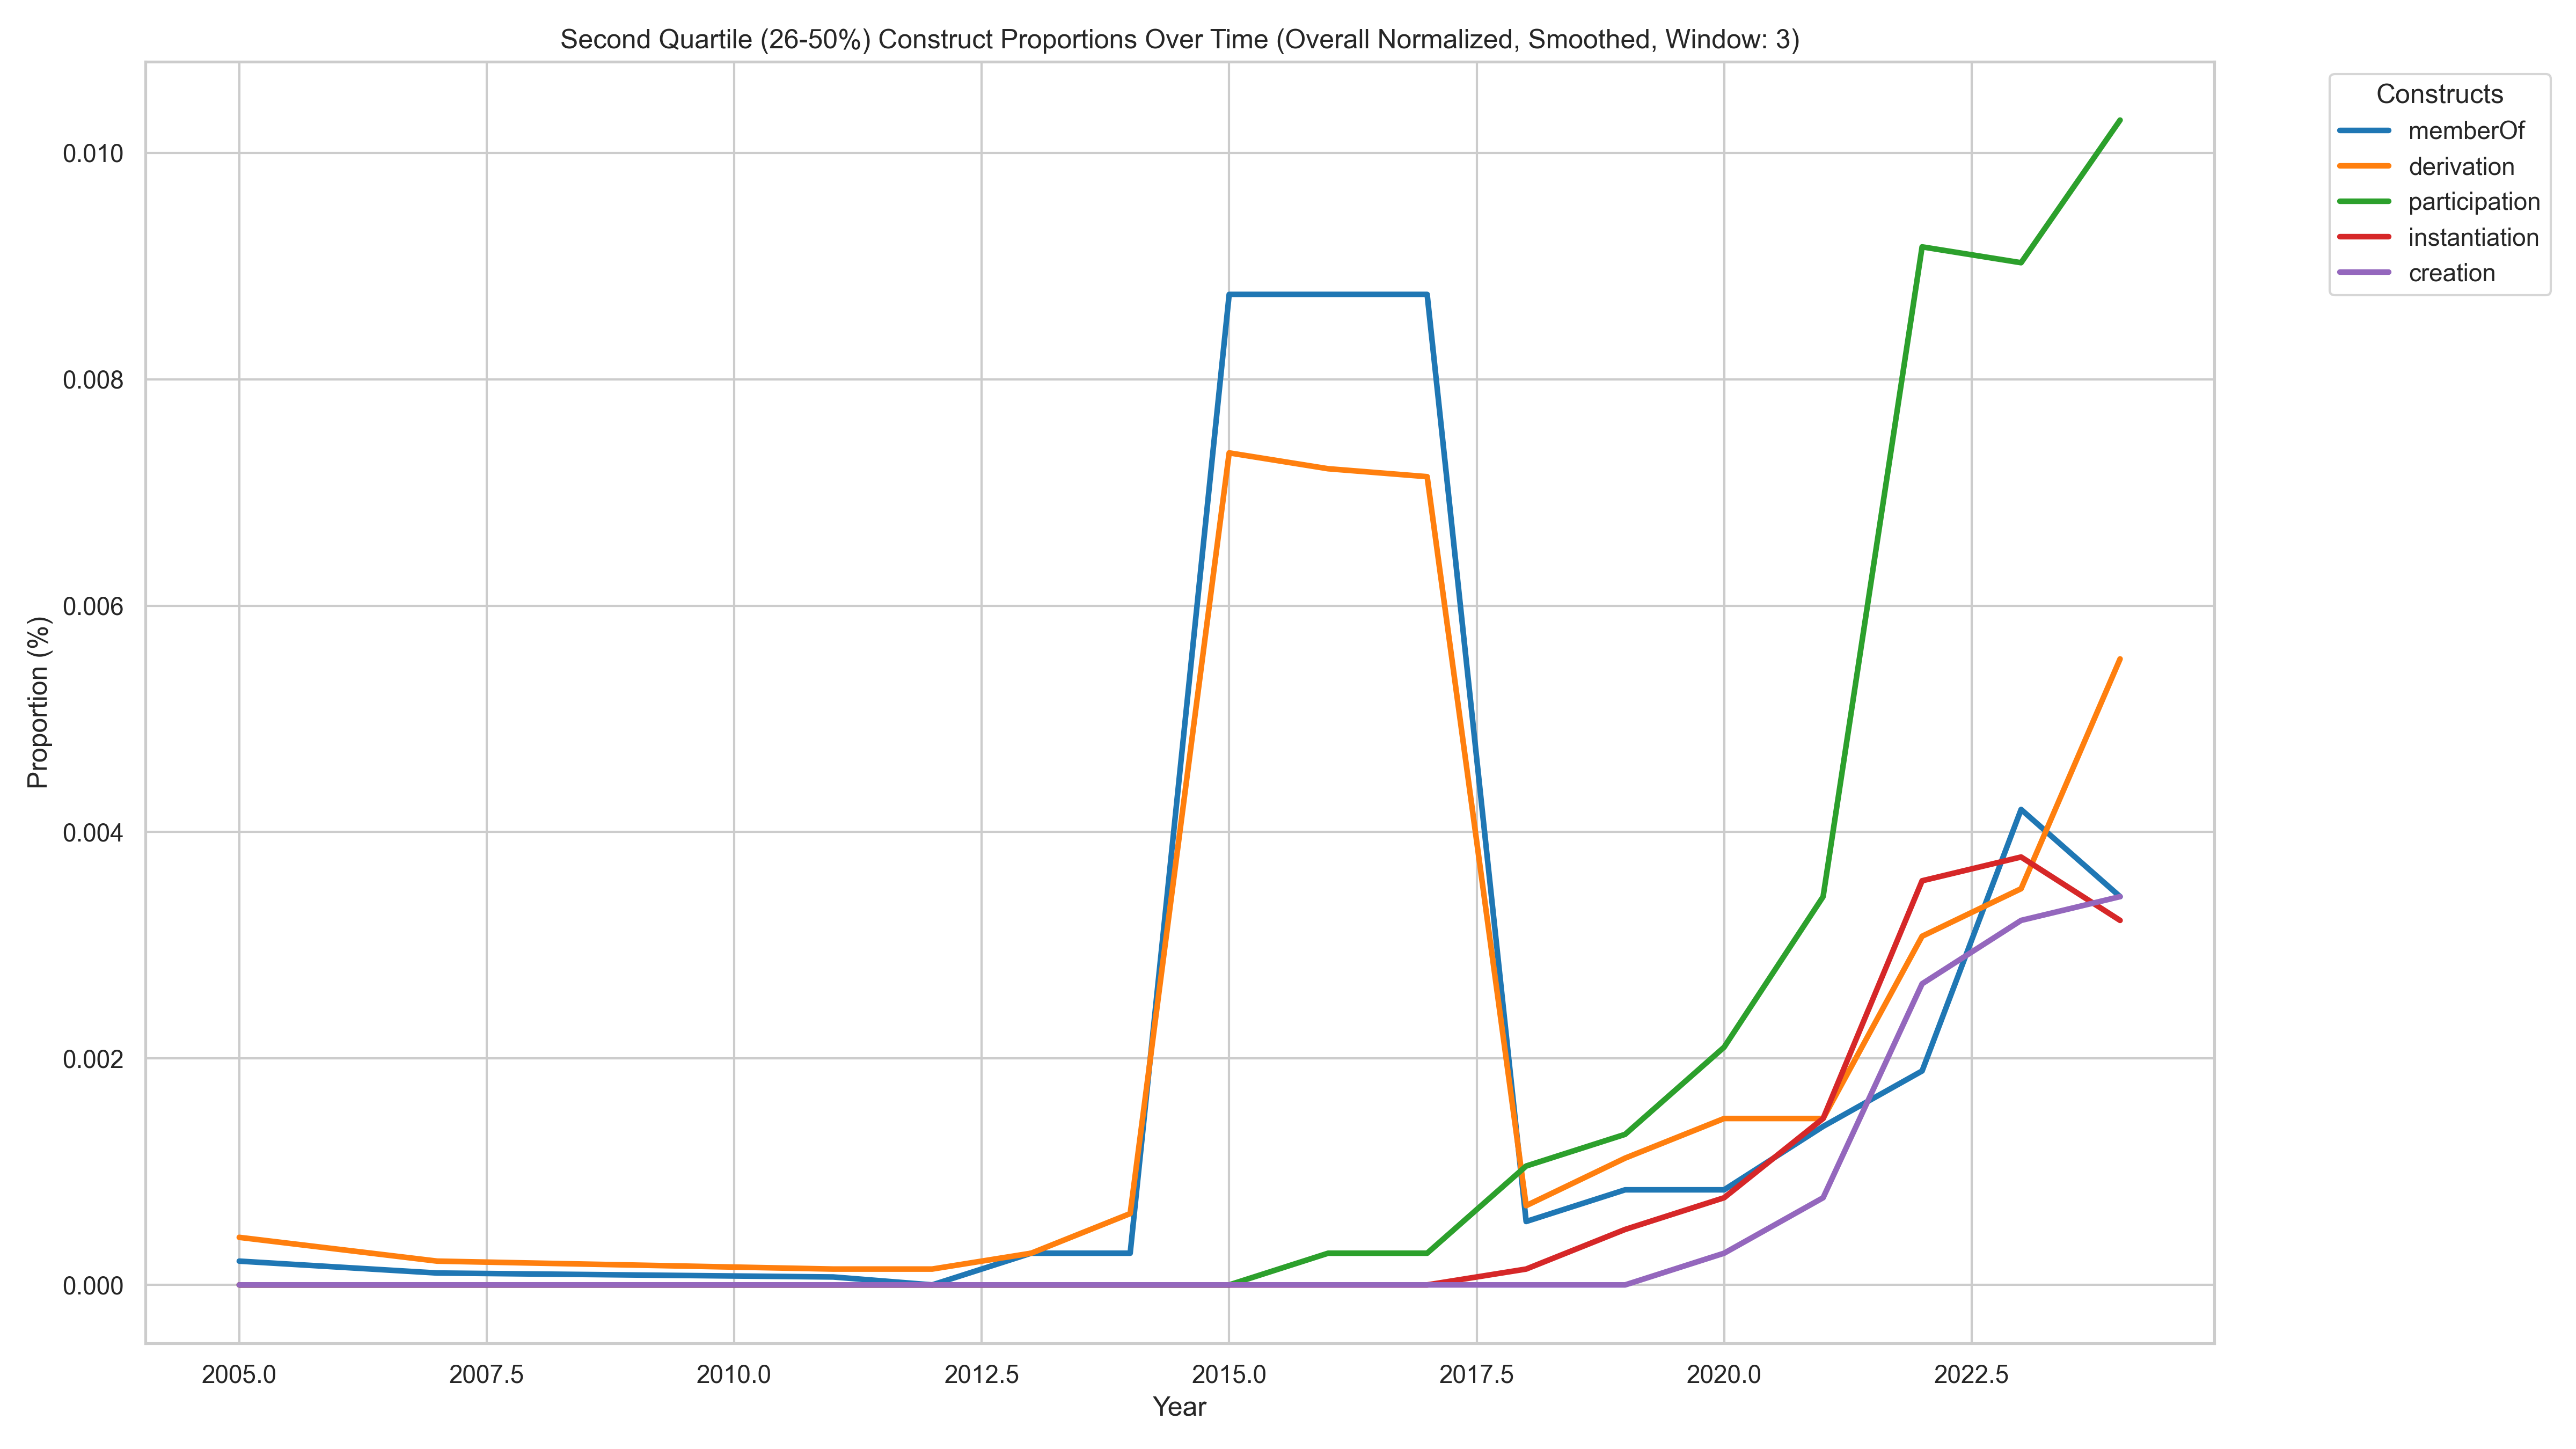 Second Quartile (26-50%) Construct Proportions Over Time (Overall Normalized, Smoothed, Window: 3)
Constructs
memberOf
derivation
participation
instantiation
creation
Proportion (%)
0.010
0.008
0.006
0.004
0.002
0.000
2005.0 2007.5 2010.0 2012.5 2015.0 2017.5 2020.0 2022.5
Year